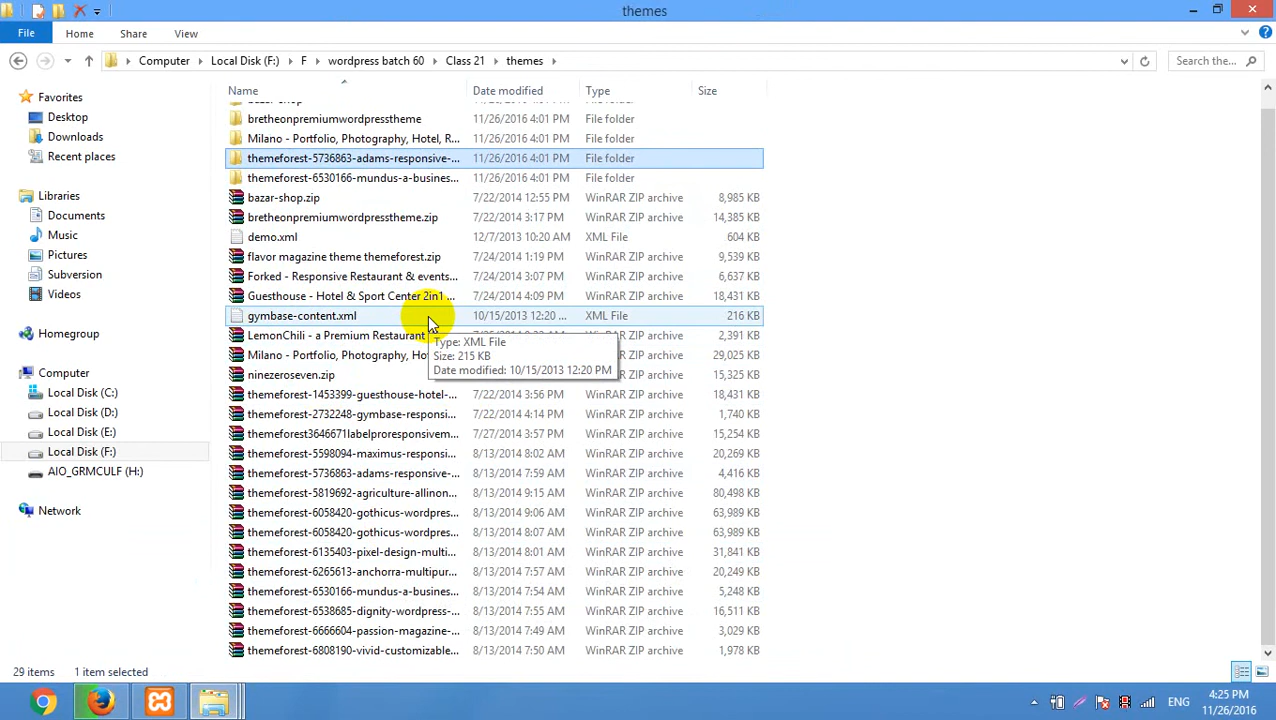 themes
File Home Share View
Computer Local Disk (F:) F wordpress batch 60 Class 21 themes Search the...
Name Date modified Type Size
Favorites
Desktop
Downloads
Recent places
Libraries
Documents
Music
Pictures
Subversion
Videos
Homegroup
Computer
Local Disk (C:)
Local Disk (D:)
Local Disk (E:)
Local Disk (F:)
AIO_GRMCULF (H:)
Network
bretheonpremiumwordpresstheme 11/26/2016 4:01 PM File folder
Milano - Portfolio, Photography, Hotel, R... 11/26/2016 4:01 PM File folder
themeforest-5736863-adams-responsive-... 11/26/2016 4:01 PM File folder
themeforest-6530166-mundus-a-busines... 11/26/2016 4:01 PM File folder
bazar-shop.zip 7/22/2014 12:55 PM WinRAR ZIP archive 8,985 KB
bretheonpremiumwordpresstheme.zip 7/22/2014 3:17 PM WinRAR ZIP archive 14,385 KB
demo.xml 12/7/2013 10:20 AM XML File 604 KB
flavor magazine theme themeforest.zip 7/24/2014 1:19 PM WinRAR ZIP archive 9,539 KB
Forked - Responsive Restaurant & events... 7/24/2014 3:07 PM WinRAR ZIP archive 6,637 KB
Guesthouse - Hotel & Sport Center 2in1 ... 7/24/2014 4:09 PM WinRAR ZIP archive 18,431 KB
gymbase-content.xml 10/15/2013 12:20 ... XML File 216 KB
LemonChili - a Premium Restaurant WinRAR ZIP archive 2,391 KB
Milano - Portfolio, Photography, Ho WinRAR ZIP archive 29,025 KB
Type: XML File
Size: 215 KB
Date modified: 10/15/2013 12:20 PM
ninezeroseven.zip WinRAR ZIP archive 15,325 KB
themeforest-1453399-guesthouse-hotel-... 7/22/2014 3:56 PM WinRAR ZIP archive 18,431 KB
themeforest-2732248-gymbase-responsi... 7/22/2014 4:14 PM WinRAR ZIP archive 1,740 KB
themeforest3646671labelproresponsivem... 7/27/2014 3:57 PM WinRAR ZIP archive 15,254 KB
themeforest-5598094-maximus-respons... 8/13/2014 8:02 AM WinRAR ZIP archive 20,269 KB
themeforest-5736863-adams-responsive-... 8/13/2014 7:59 AM WinRAR ZIP archive 4,416 KB
themeforest-5819692-agriculture-allinon... 8/13/2014 9:15 AM WinRAR ZIP archive 80,498 KB
themeforest-6058420-gothicus-wordpres... 8/13/2014 9:06 AM WinRAR ZIP archive 63,989 KB
themeforest-6058420-gothicus-wordpres... 8/13/2014 8:07 AM WinRAR ZIP archive 63,989 KB
themeforest-6135403-pixel-design-multi... 8/13/2014 8:01 AM WinRAR ZIP archive 31,841 KB
themeforest-6265613-anchorra-multipur... 8/13/2014 7:57 AM WinRAR ZIP archive 20,249 KB
themeforest-6530166-mundus-a-busines... 8/13/2014 7:54 AM WinRAR ZIP archive 5,248 KB
themeforest-6538685-dignity-wordpress-... 8/13/2014 7:55 AM WinRAR ZIP archive 16,511 KB
themeforest-6666604-passion-magazine-... 8/13/2014 7:49 AM WinRAR ZIP archive 3,029 KB
themeforest-6808190-vivid-customizable... 8/13/2014 7:50 AM WinRAR ZIP archive 1,978 KB
29 items 1 item selected
ENG
4:25 PM
11/26/2016